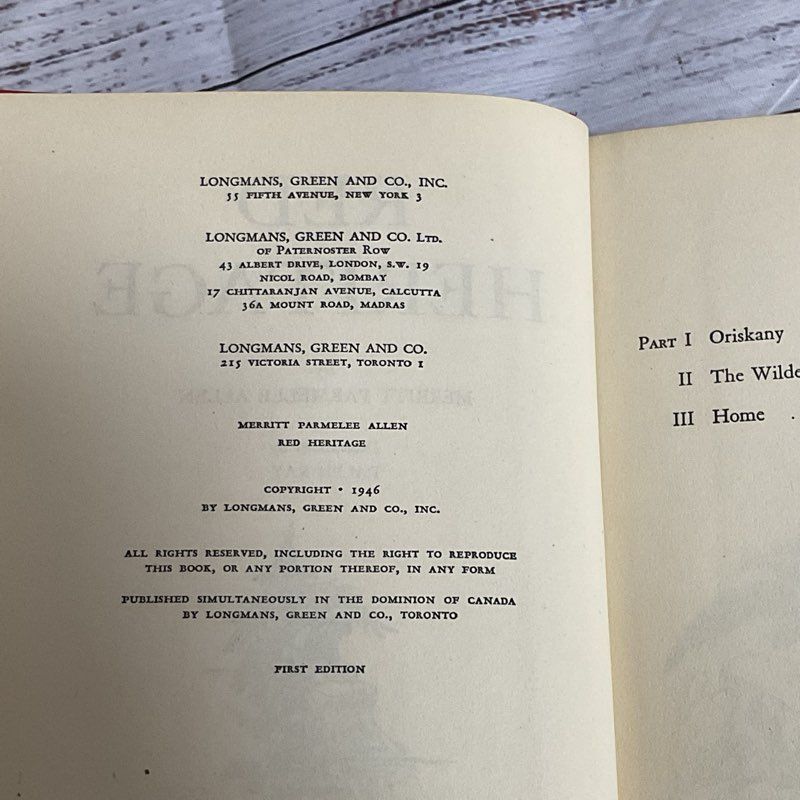 LONGMANS, GREEN AND CO., INC.
55 FIFTH AVENUE, NEW YORK 3
LONGMANS, GREEN AND CO. LTD.
OF PATERNOSTER ROW
43 ALBERT DRIVE, LONDON, S.W. 19
NICOL ROAD, BOMBAY
17 CHITTARANJAN AVENUE, CALCUTTA
36A MOUNT ROAD, MADRAS
LONGMANS, GREEN AND CO.
215 VICTORIA STREET, TORONTO 1
MERRITT PARMELEE ALLEN
RED HERITAGE
COPYRIGHT · 1946
BY LONGMANS, GREEN AND CO., INC.
ALL RIGHTS RESERVED, INCLUDING THE RIGHT TO REPRODUCE
THIS BOOK, OR ANY PORTION THEREOF, IN ANY FORM
PUBLISHED SIMULTANEOUSLY IN THE DOMINION OF CANADA
BY LONGMANS, GREEN AND CO., TORONTO
FIRST EDITION
PART I Oriskany
II The Wilde
III Home .